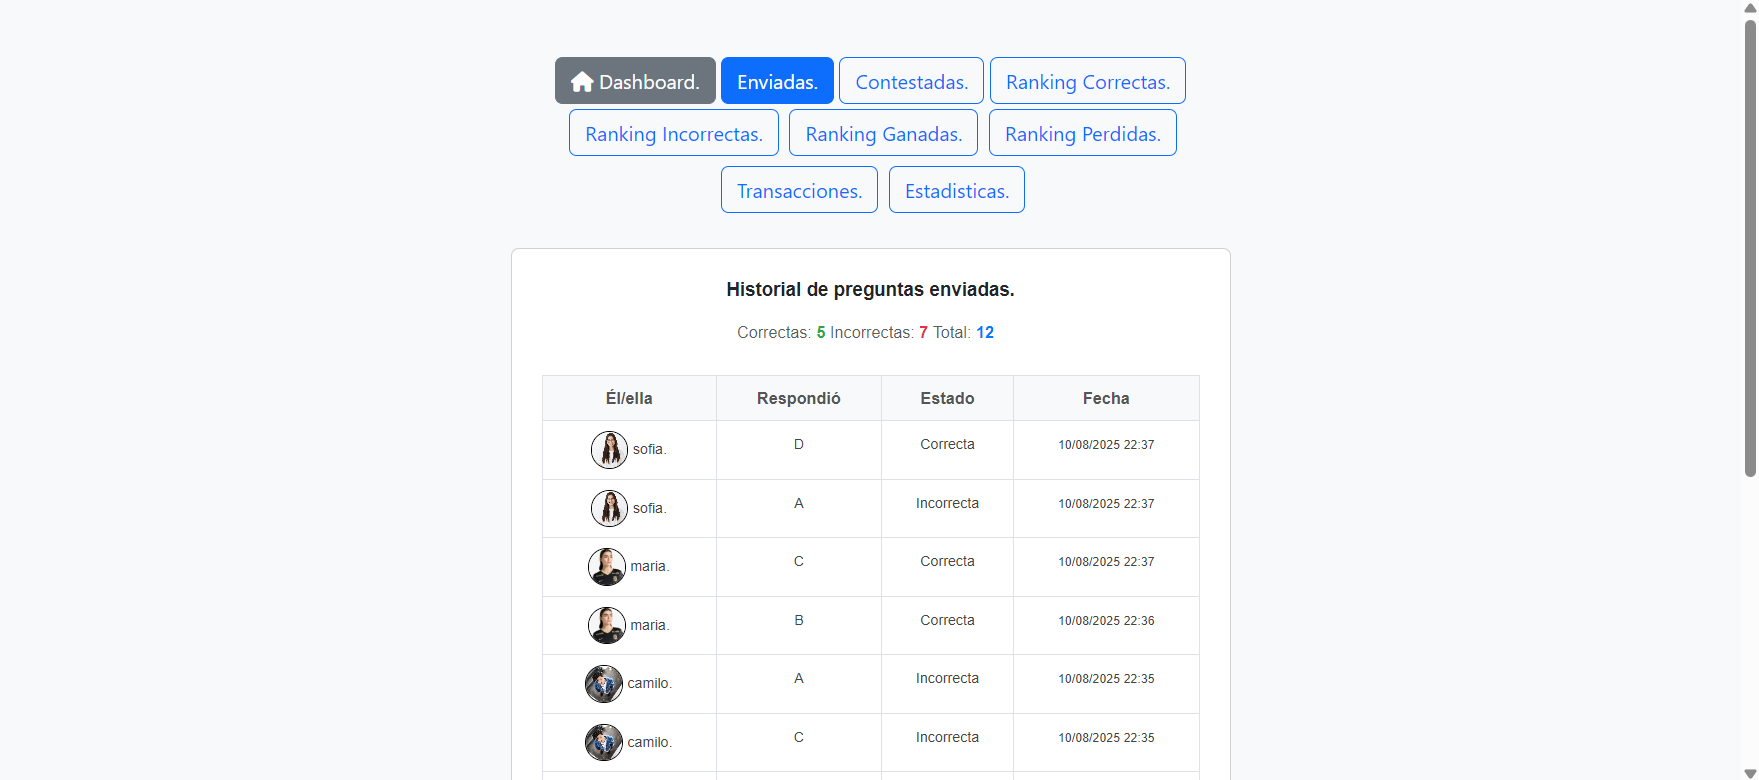 Dashboard. Enviadas. Contestadas. Ranking Correctas.
Ranking Incorrectas. Ranking Ganadas. Ranking Perdidas.
Transacciones. Estadisticas.
Historial de preguntas enviadas.
Correctas: 5 Incorrectas: 7 Total: 12
Él/ella Respondió Estado Fecha
sofia. D Correcta 10/08/2025 22:37
sofia. A Incorrecta 10/08/2025 22:37
maria. C Correcta 10/08/2025 22:37
maria. B Correcta 10/08/2025 22:36
camilo. A Incorrecta 10/08/2025 22:35
camilo. C Incorrecta 10/08/2025 22:35